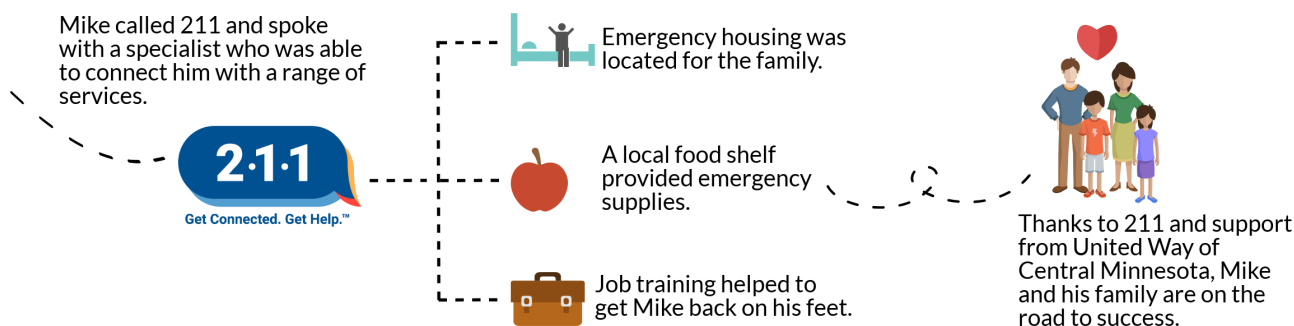 Mike called 211 and spoke
with a specialist who was able
to connect him with a range of
services.
2·1·1
Get Connected. Get Help.™
Emergency housing was
located for the family.
A local food shelf
provided emergency
supplies.
Job training helped to
get Mike back on his feet.
Thanks to 211 and support
from United Way of
Central Minnesota, Mike
and his family are on the
road to success.